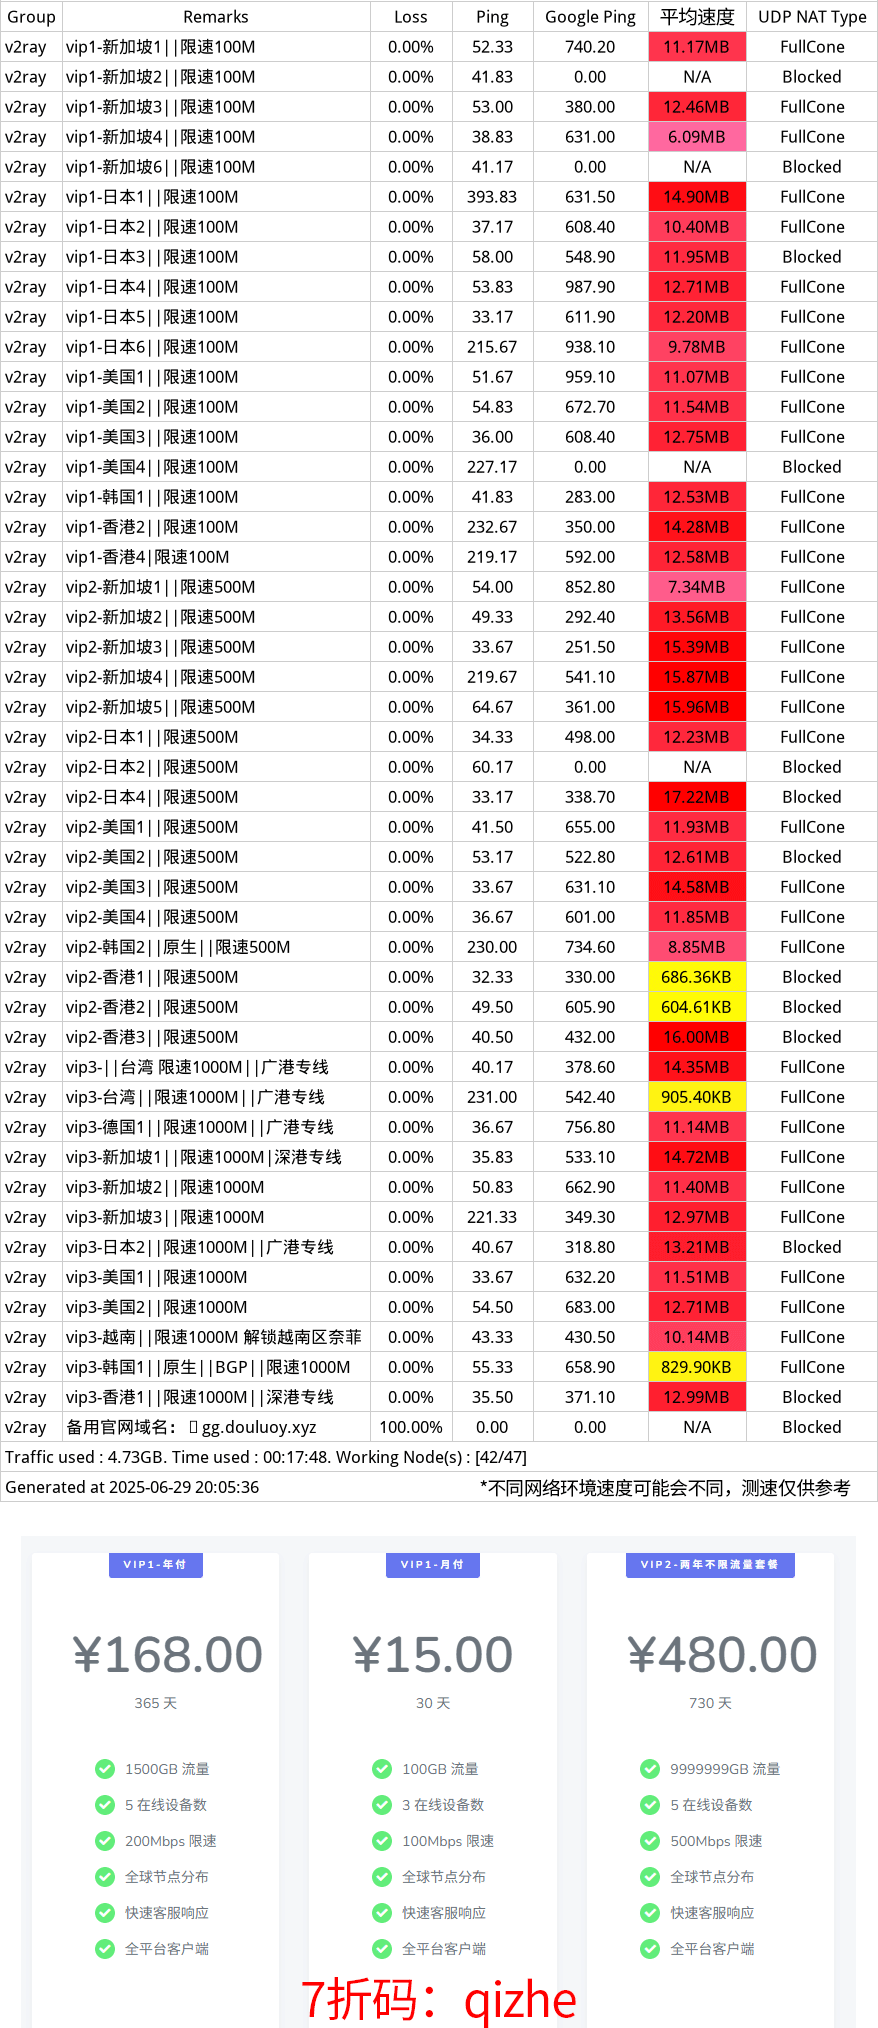 Group Remarks Loss Ping Google Ping 平均速度 UDP NAT Type
v2ray vip1-新加坡1||限速100M 0.00% 52.33 740.20 11.17MB FullCone
v2ray vip1-新加坡2||限速100M 0.00% 41.83 0.00 N/A Blocked
v2ray vip1-新加坡3||限速100M 0.00% 53.00 380.00 12.46MB FullCone
v2ray vip1-新加坡4||限速100M 0.00% 38.83 631.00 6.09MB FullCone
v2ray vip1-新加坡6||限速100M 0.00% 41.17 0.00 N/A Blocked
v2ray vip1-日本1||限速100M 0.00% 393.83 631.50 14.90MB FullCone
v2ray vip1-日本2||限速100M 0.00% 37.17 608.40 10.40MB FullCone
v2ray vip1-日本3||限速100M 0.00% 58.00 548.90 11.95MB Blocked
v2ray vip1-日本4||限速100M 0.00% 53.83 987.90 12.71MB FullCone
v2ray vip1-日本5||限速100M 0.00% 33.17 611.90 12.20MB FullCone
v2ray vip1-日本6||限速100M 0.00% 215.67 938.10 9.78MB FullCone
v2ray vip1-美国1||限速100M 0.00% 51.67 959.10 11.07MB FullCone
v2ray vip1-美国2||限速100M 0.00% 54.83 672.70 11.54MB FullCone
v2ray vip1-美国3||限速100M 0.00% 36.00 608.40 12.75MB FullCone
v2ray vip1-美国4||限速100M 0.00% 227.17 0.00 N/A Blocked
v2ray vip1-韩国1||限速100M 0.00% 41.83 283.00 12.53MB FullCone
v2ray vip1-香港2||限速100M 0.00% 232.67 350.00 14.28MB FullCone
v2ray vip1-香港4|限速100M 0.00% 219.17 592.00 12.58MB FullCone
v2ray vip2-新加坡1||限速500M 0.00% 54.00 852.80 7.34MB FullCone
v2ray vip2-新加坡2||限速500M 0.00% 49.33 292.40 13.56MB FullCone
v2ray vip2-新加坡3||限速500M 0.00% 33.67 251.50 15.39MB FullCone
v2ray vip2-新加坡4||限速500M 0.00% 219.67 541.10 15.87MB FullCone
v2ray vip2-新加坡5||限速500M 0.00% 64.67 361.00 15.96MB FullCone
v2ray vip2-日本1||限速500M 0.00% 34.33 498.00 12.23MB FullCone
v2ray vip2-日本2||限速500M 0.00% 60.17 0.00 N/A Blocked
v2ray vip2-日本4||限速500M 0.00% 33.17 338.70 17.22MB Blocked
v2ray vip2-美国1||限速500M 0.00% 41.50 655.00 11.93MB FullCone
v2ray vip2-美国2||限速500M 0.00% 53.17 522.80 12.61MB Blocked
v2ray vip2-美国3||限速500M 0.00% 33.67 631.10 14.58MB FullCone
v2ray vip2-美国4||限速500M 0.00% 36.67 601.00 11.85MB FullCone
v2ray vip2-韩国2||原生||限速500M 0.00% 230.00 734.60 8.85MB FullCone
v2ray vip2-香港1||限速500M 0.00% 32.33 330.00 686.36KB Blocked
v2ray vip2-香港2||限速500M 0.00% 49.50 605.90 604.61KB Blocked
v2ray vip2-香港3||限速500M 0.00% 40.50 432.00 16.00MB Blocked
v2ray vip3-||台湾 限速1000M||广港专线 0.00% 40.17 378.60 14.35MB FullCone
v2ray vip3-台湾||限速1000M||广港专线 0.00% 231.00 542.40 905.40KB FullCone
v2ray vip3-德国1||限速1000M||广港专线 0.00% 36.67 756.80 11.14MB FullCone
v2ray vip3-新加坡1||限速1000M|深港专线 0.00% 35.83 533.10 14.72MB FullCone
v2ray vip3-新加坡2||限速1000M 0.00% 50.83 662.90 11.40MB FullCone
v2ray vip3-新加坡3||限速1000M 0.00% 221.33 349.30 12.97MB FullCone
v2ray vip3-日本2||限速1000M||广港专线 0.00% 40.67 318.80 13.21MB Blocked
v2ray vip3-美国1||限速1000M 0.00% 33.67 632.20 11.51MB FullCone
v2ray vip3-美国2||限速1000M 0.00% 54.50 683.00 12.71MB FullCone
v2ray vip3-越南||限速1000M 解锁越南区奈菲 0.00% 43.33 430.50 10.14MB FullCone
v2ray vip3-韩国1||原生||BGP||限速1000M 0.00% 55.33 658.90 829.90KB FullCone
v2ray vip3-香港1||限速1000M||深港专线 0.00% 35.50 371.10 12.99MB Blocked
v2ray 备用官网域名： gg.douluoy.xyz 100.00% 0.00 0.00 N/A Blocked
Traffic used : 4.73GB. Time used : 00:17:48. Working Node(s) : [42/47]
Generated at 2025-06-29 20:05:36 *不同网络环境速度可能会不同，测速仅供参考
VIP1-年付 VIP1-月付 VIP2-两年不限流量套餐
¥168.00 ¥15.00 ¥480.00
365 天 30 天 730 天
1500GB 流量 100GB 流量 9999999GB 流量
5 在线设备数 3 在线设备数 5 在线设备数
200Mbps 限速 100Mbps 限速 500Mbps 限速
全球节点分布 全球节点分布 全球节点分布
快速客服响应 快速客服响应 快速客服响应
全平台客户端 全平台客户端 全平台客户端
7折码：qizhe